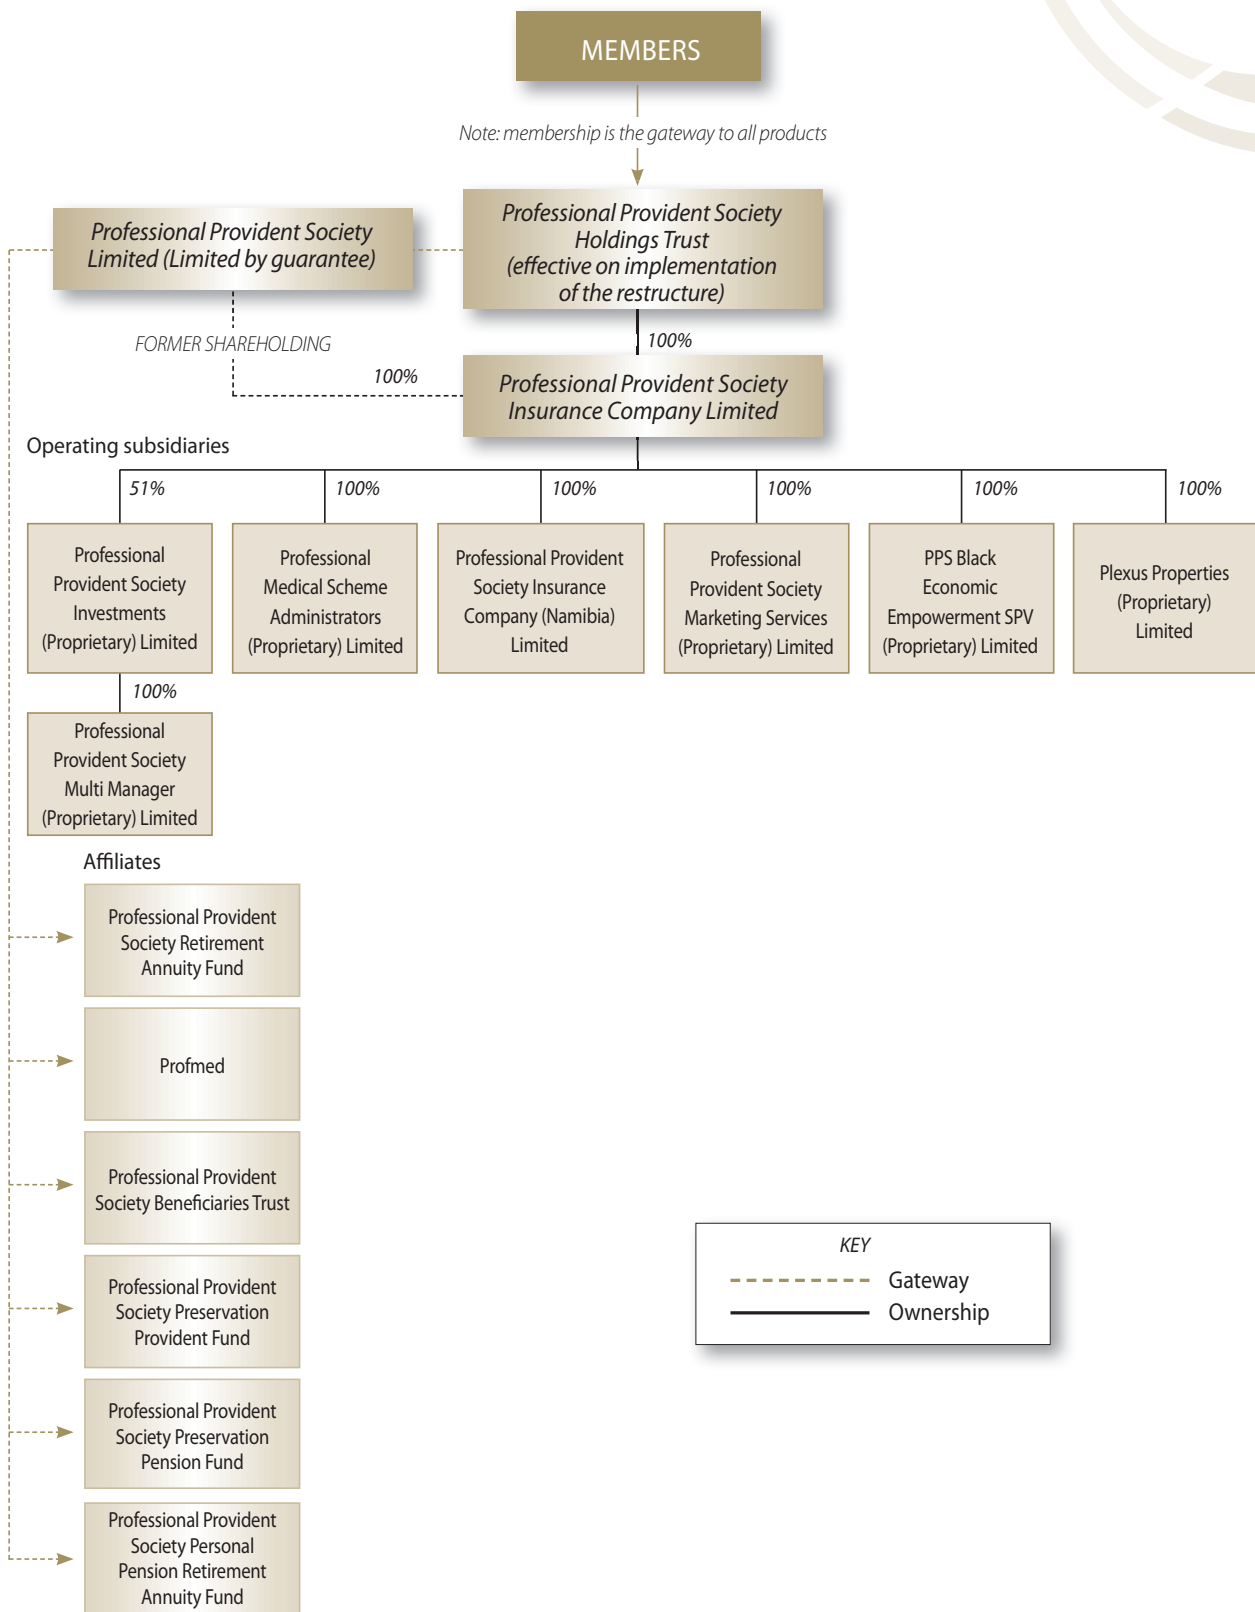 MEMBERS
Note: membership is the gateway to all products
Professional Provident Society
Limited (Limited by guarantee)
Professional Provident Society
Holdings Trust
(effective on implementation
of the restructure)
FORMER SHAREHOLDING
100%
100%
Professional Provident Society
Insurance Company Limited
Operating subsidiaries
51%
100%
100%
100%
100%
100%
Professional
Provident Society
Investments
(Proprietary) Limited
Professional
Medical Scheme
Administrators
(Proprietary) Limited
Professional Provident
Society Insurance
Company (Namibia)
Limited
Professional
Provident Society
Marketing Services
(Proprietary) Limited
PPS Black
Economic
Empowerment SPV
(Proprietary) Limited
Plexus Properties
(Proprietary)
Limited
100%
Professional
Provident Society
Multi Manager
(Proprietary) Limited
Affiliates
Professional Provident
Society Retirement
Annuity Fund
Profmed
Professional Provident
Society Beneficiaries Trust
Professional Provident
Society Preservation
Provident Fund
Professional Provident
Society Preservation
Pension Fund
Professional Provident
Society Personal
Pension Retirement
Annuity Fund
KEY
Gateway
Ownership